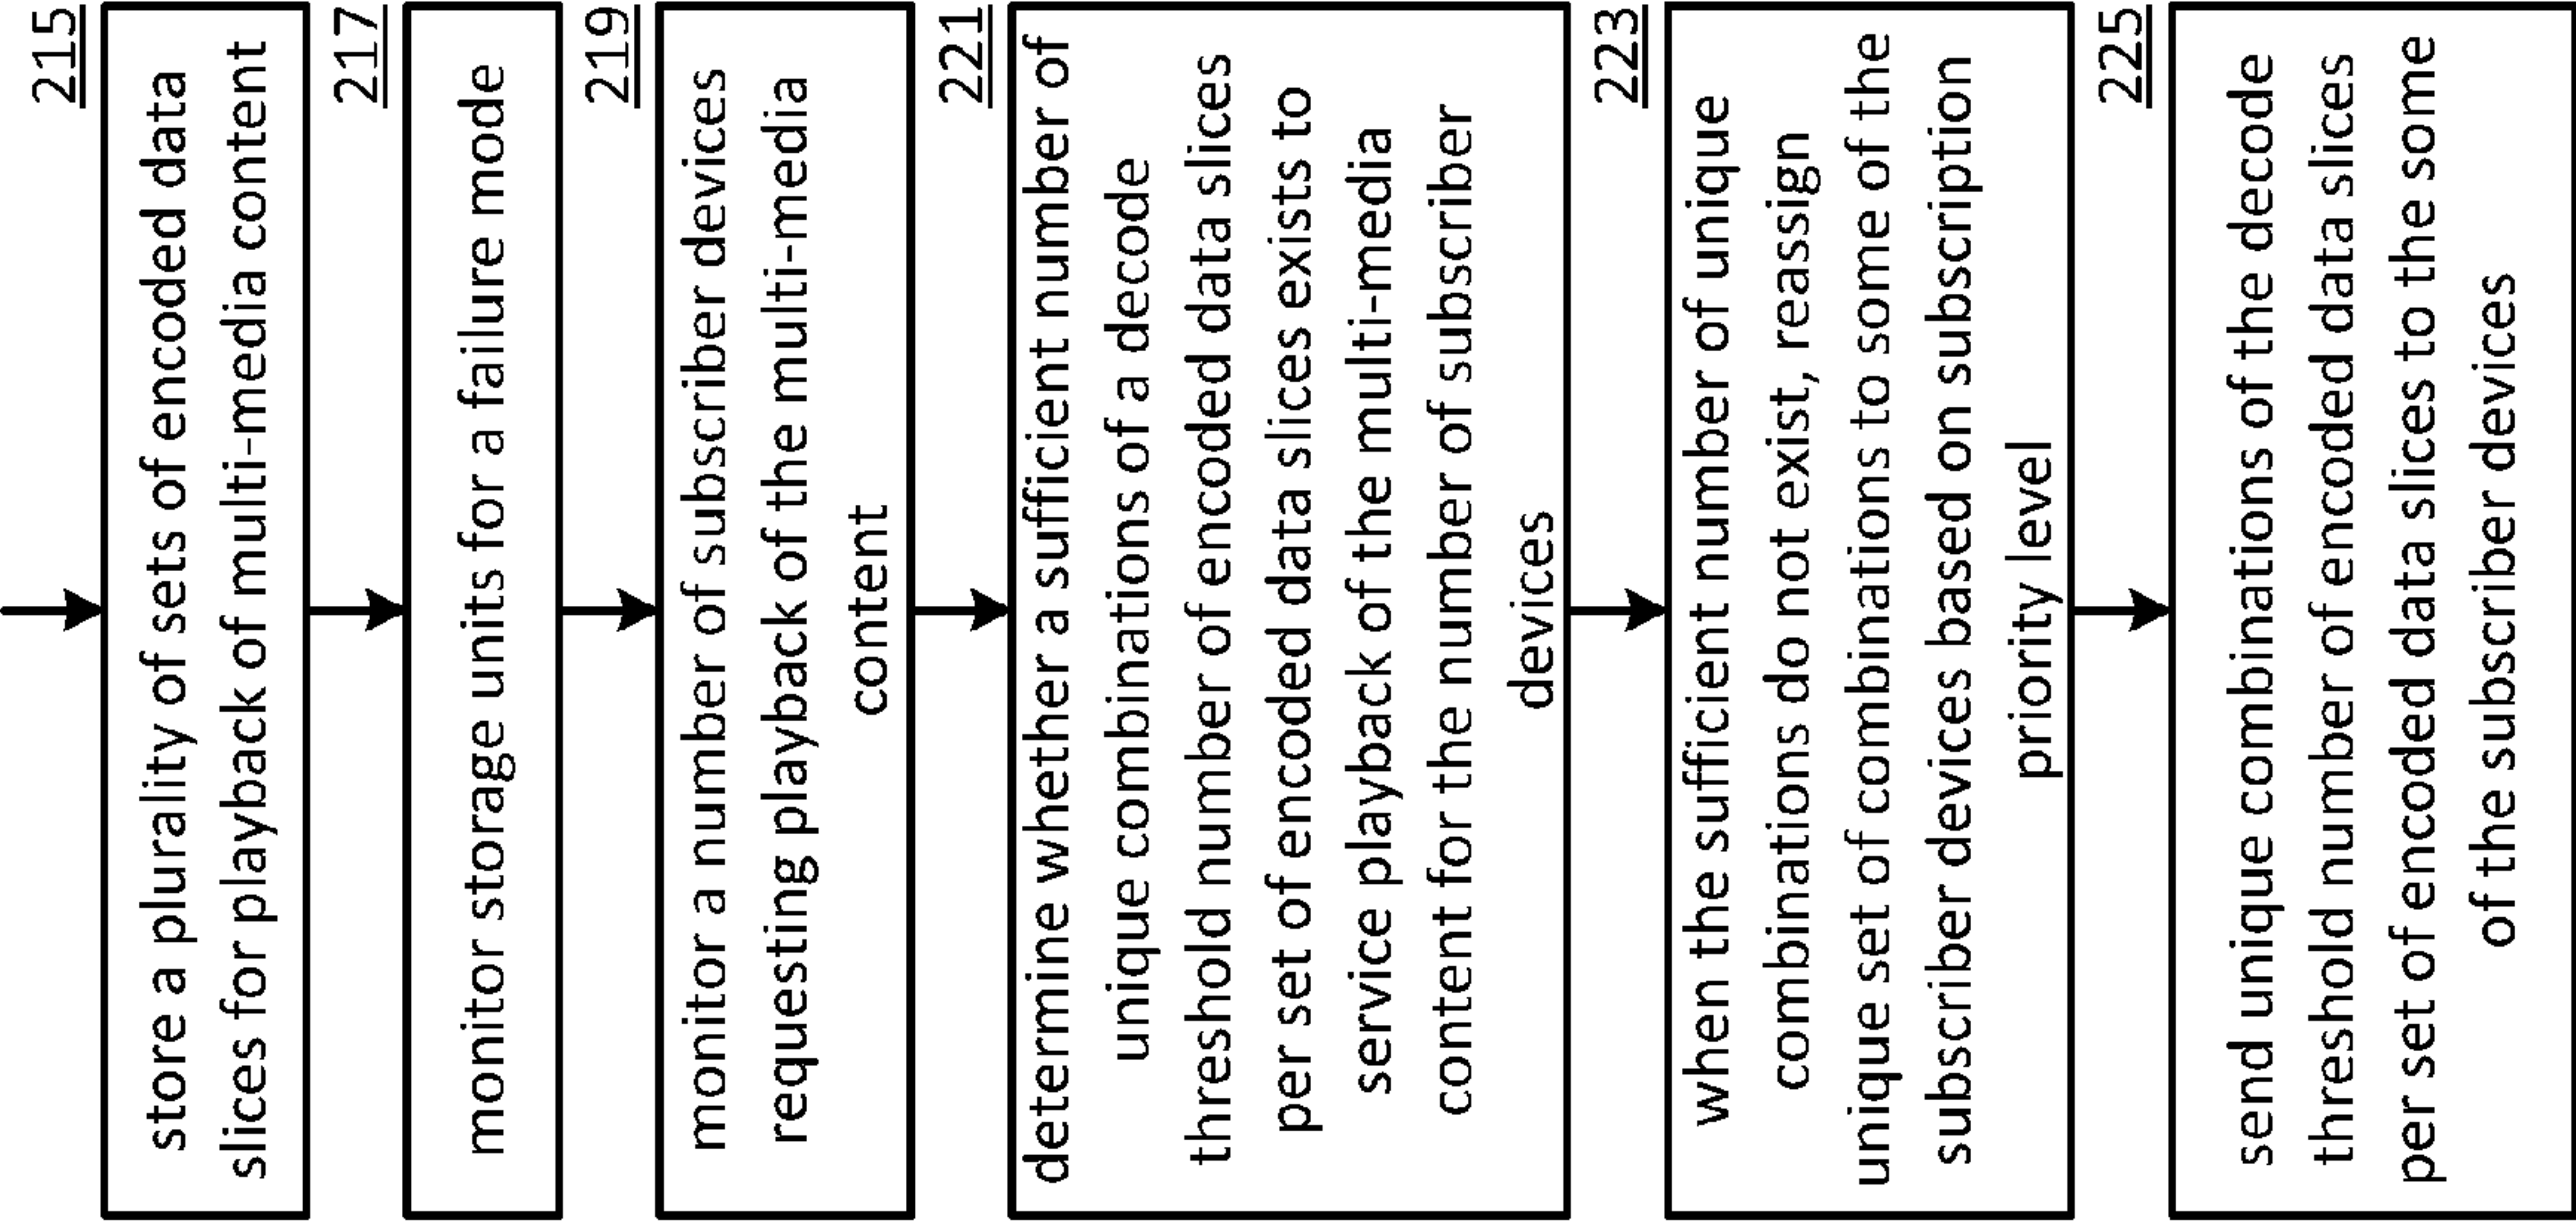 215
store a plurality of sets of encoded data
slices for playback of multi-media content
217
monitor storage units for a failure mode
219
monitor a number of subscriber devices
requesting playback of the multi-media
content
221
determine whether a sufficient number of
unique combinations of a decode
threshold number of encoded data slices
per set of encoded data slices exists to
service playback of the multi-media
content for the number of subscriber
devices
223
when the sufficient number of unique
combinations do not exist, reassign
unique set of combinations to some of the
subscriber devices based on subscription
priority level
225
send unique combinations of the decode
threshold number of encoded data slices
per set of encoded data slices to the some
of the subscriber devices